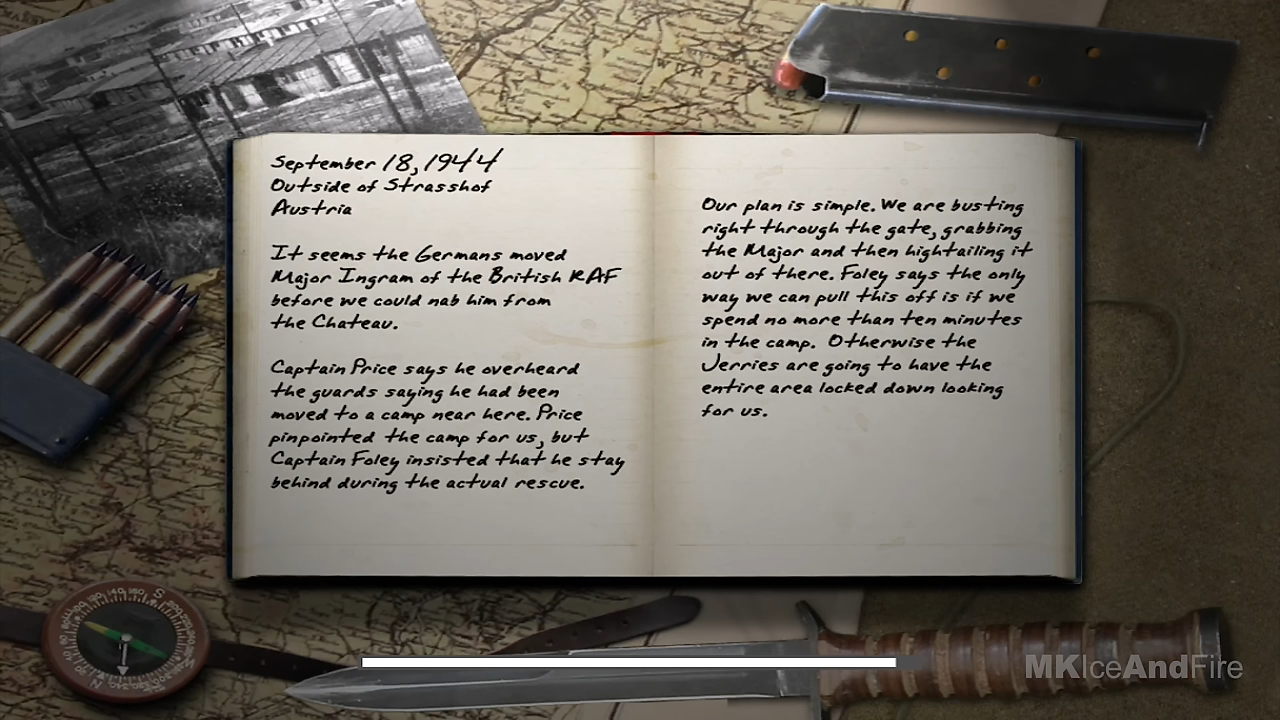 September 18, 1944
Outside of Strasshof
Austria
It seems the Germans moved
Major Ingram of the British RAF
before we could nab him from
the Chateau.
Captain Price says he overheard
the guards saying he had been
moved to a camp near here. Price
pinpointed the camp for us, but
Captain Foley insisted that he stay
behind during the actual rescue.
Our plan is simple. We are busting
right through the gate, grabbing
the Major and then hightailing it
out of there. Foley says the only
way we can pull this off is if we
spend no more than ten minutes
in the camp. Otherwise the
Jerries are going to have the
entire area locked down looking
for us.
MKIceAndFire